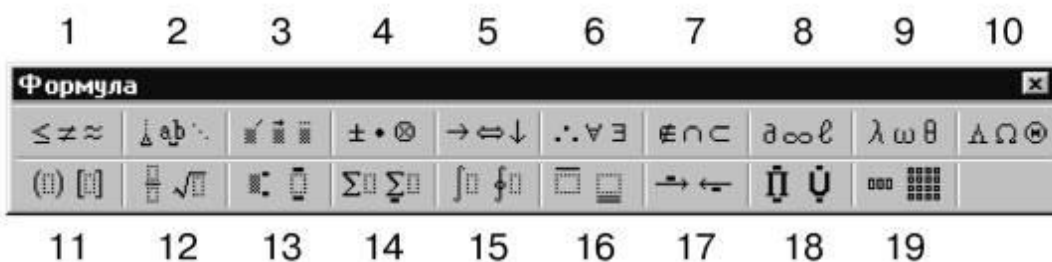 1 2 3 4 5 6 7 8 9 10
Формула
≤ ≠ ≈ ab ± • ⊗ → ⇔ ↓ ∴ ∀ ∃ ∉ ∩ ⊂ ∂ ∞ ℓ λ ω θ Λ Ω Θ
( ) [ ] √ Σ Σ ∫ ∮ Π Ų
11 12 13 14 15 16 17 18 19